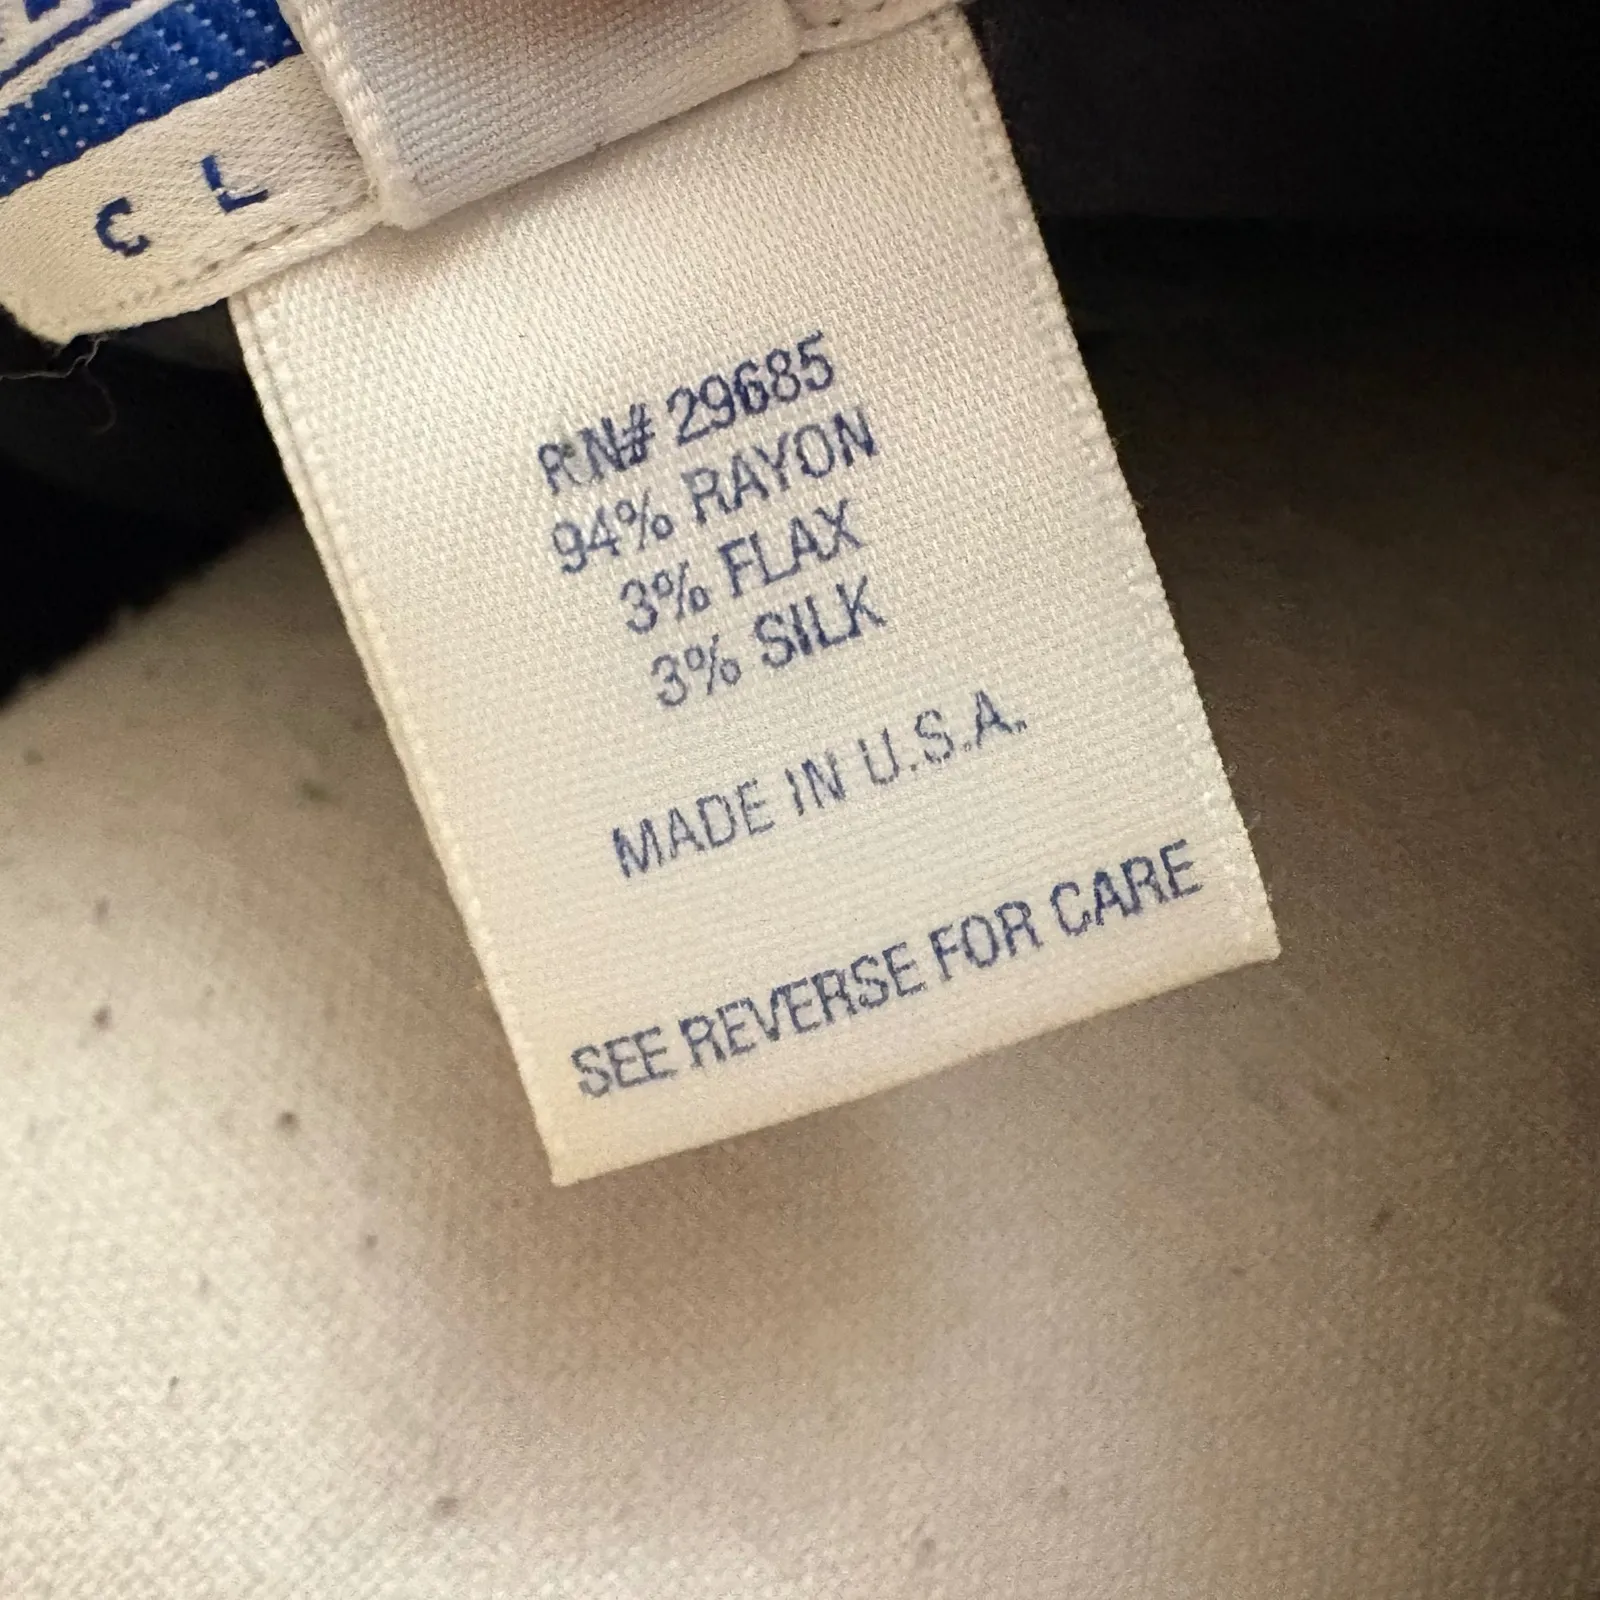 C L
RN# 29685
94% RAYON
3% FLAX
3% SILK
MADE IN U.S.A.
SEE REVERSE FOR CARE